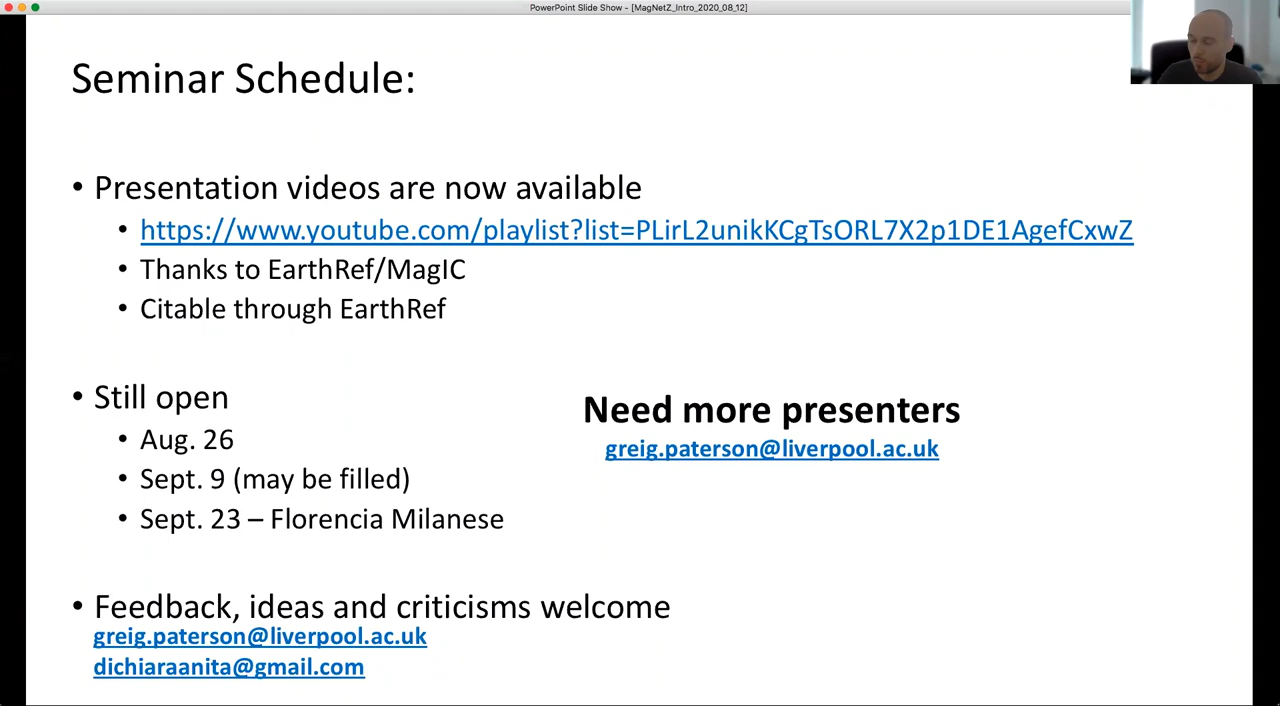 PowerPoint Slide Show - [MagNetZ_Intro_2020_08_12]
Seminar Schedule:
• Presentation videos are now available
• https://www.youtube.com/playlist?list=PLirL2unikKCgTsORL7X2p1DE1AgefCxwZ
• Thanks to EarthRef/MagIC
• Citable through EarthRef
• Still open
• Aug. 26
• Sept. 9 (may be filled)
• Sept. 23 – Florencia Milanese
Need more presenters
greig.paterson@liverpool.ac.uk
• Feedback, ideas and criticisms welcome
greig.paterson@liverpool.ac.uk
dichiaraanita@gmail.com